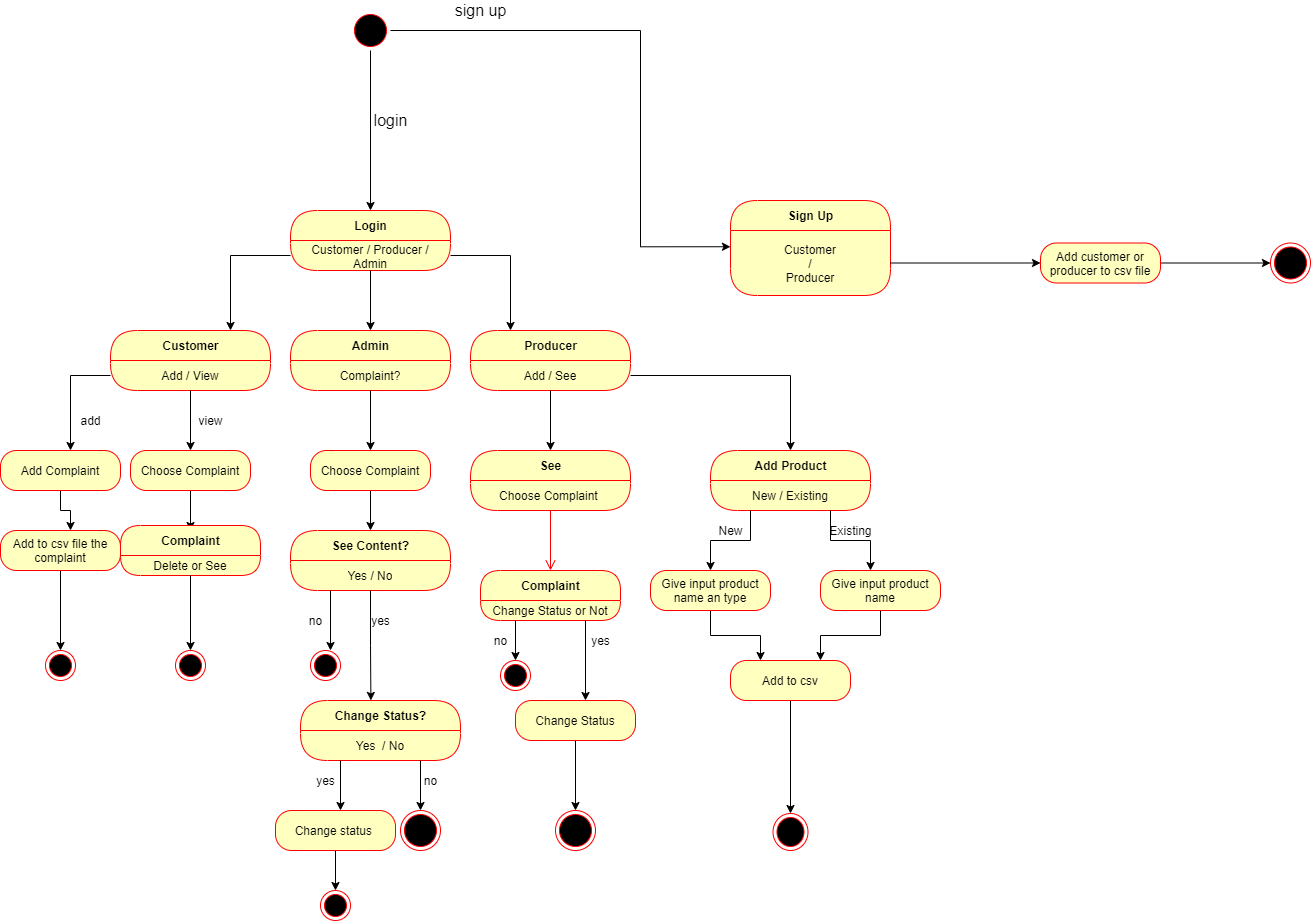 sign up
login
Sign Up
Customer
/
Producer
Login
Customer / Producer /
Admin
Add customer or
producer to csv file
Customer
Add / View
Admin
Complaint?
Producer
Add / See
add
view
Add Complaint
Choose Complaint
Choose Complaint
See
Choose Complaint
Add Product
New / Existing
New
Existing
Add to csv file the
complaint
Complaint
Delete or See
See Content?
Yes / No
Complaint
Change Status or Not
Give input product
name an type
Give input product
name
no
yes
no
yes
Add to csv
Change Status?
Yes  / No
Change Status
yes
no
Change status